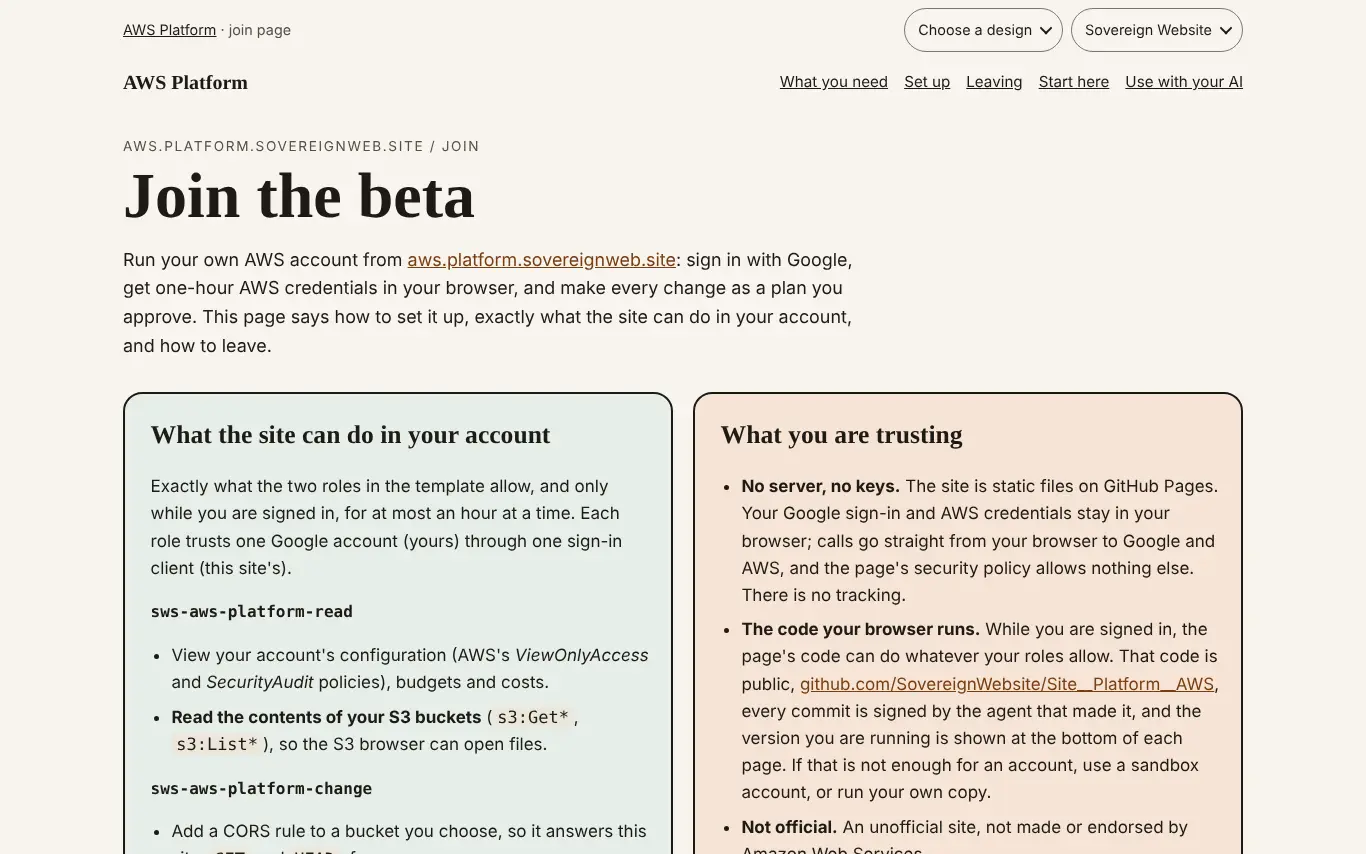 AWS Platform · join page
Choose a design
Sovereign Website
AWS Platform
What you need
Set up
Leaving
Start here
Use with your AI
AWS.PLATFORM.SOVEREIGNWEB.SITE / JOIN
Join the beta
Run your own AWS account from aws.platform.sovereignweb.site: sign in with Google,
get one-hour AWS credentials in your browser, and make every change as a plan you
approve. This page says how to set it up, exactly what the site can do in your account,
and how to leave.
What the site can do in your account
Exactly what the two roles in the template allow, and only
while you are signed in, for at most an hour at a time. Each
role trusts one Google account (yours) through one sign-in
client (this site's).
sws-aws-platform-read
• View your account's configuration (AWS's ViewOnlyAccess
and SecurityAudit policies), budgets and costs.
• Read the contents of your S3 buckets ( s3:Get* ,
s3:List* ), so the S3 browser can open files.
sws-aws-platform-change
• Add a CORS rule to a bucket you choose, so it answers this
What you are trusting
• No server, no keys. The site is static files on GitHub Pages.
Your Google sign-in and AWS credentials stay in your
browser; calls go straight from your browser to Google and
AWS, and the page's security policy allows nothing else.
There is no tracking.
• The code your browser runs. While you are signed in, the
page's code can do whatever your roles allow. That code is
public, github.com/SovereignWebsite/Site__Platform__AWS,
every commit is signed by the agent that made it, and the
version you are running is shown at the bottom of each
page. If that is not enough for an account, use a sandbox
account, or run your own copy.
• Not official. An unofficial site, not made or endorsed by
Amazon Web Services.